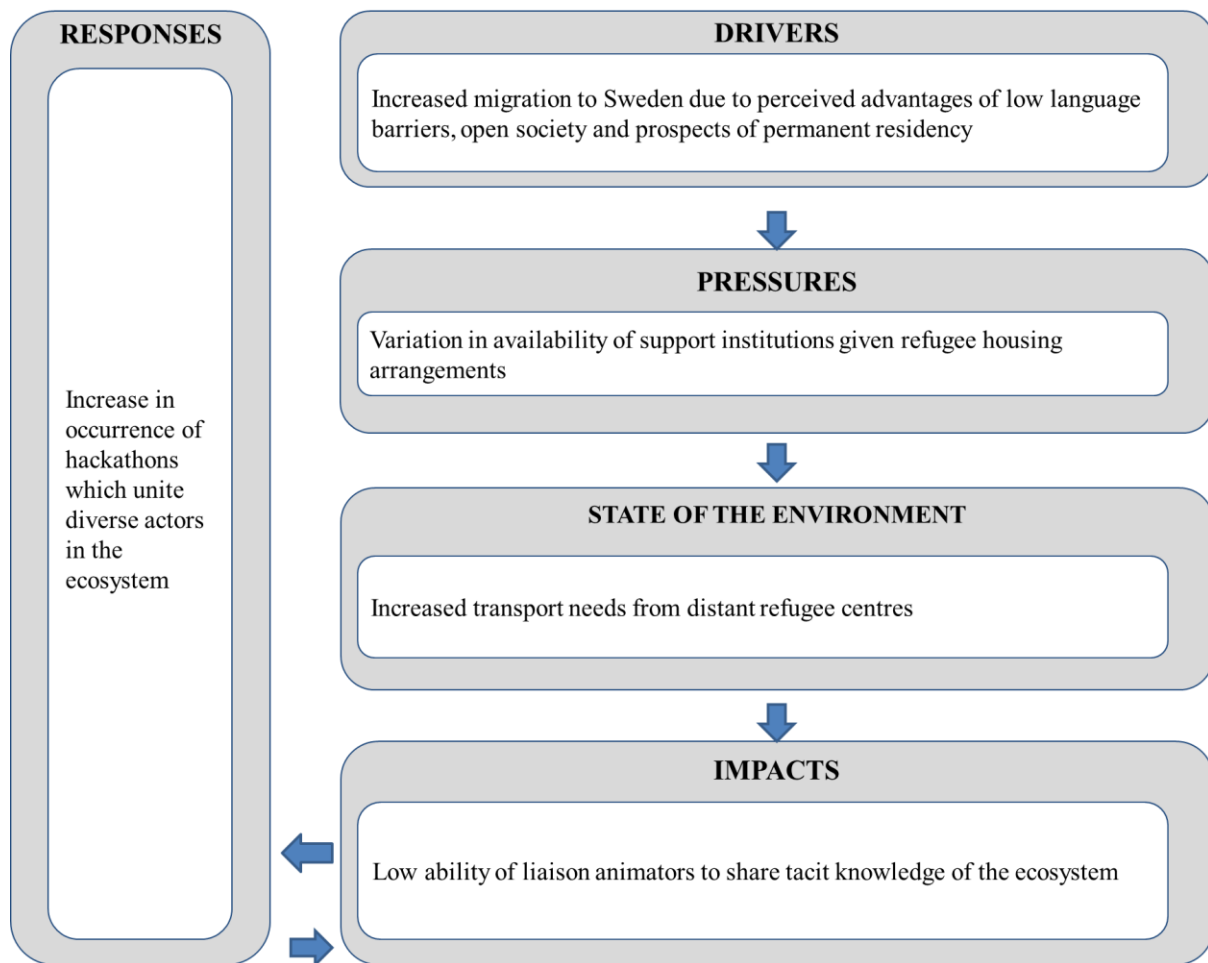 RESPONSES
Increase in
occurrence of
hackathons
which unite
diverse actors
in the
ecosystem
DRIVERS
Increased migration to Sweden due to perceived advantages of low language
barriers, open society and prospects of permanent residency
PRESSURES
Variation in availability of support institutions given refugee housing
arrangements
STATE OF THE ENVIRONMENT
Increased transport needs from distant refugee centres
IMPACTS
Low ability of liaison animators to share tacit knowledge of the ecosystem